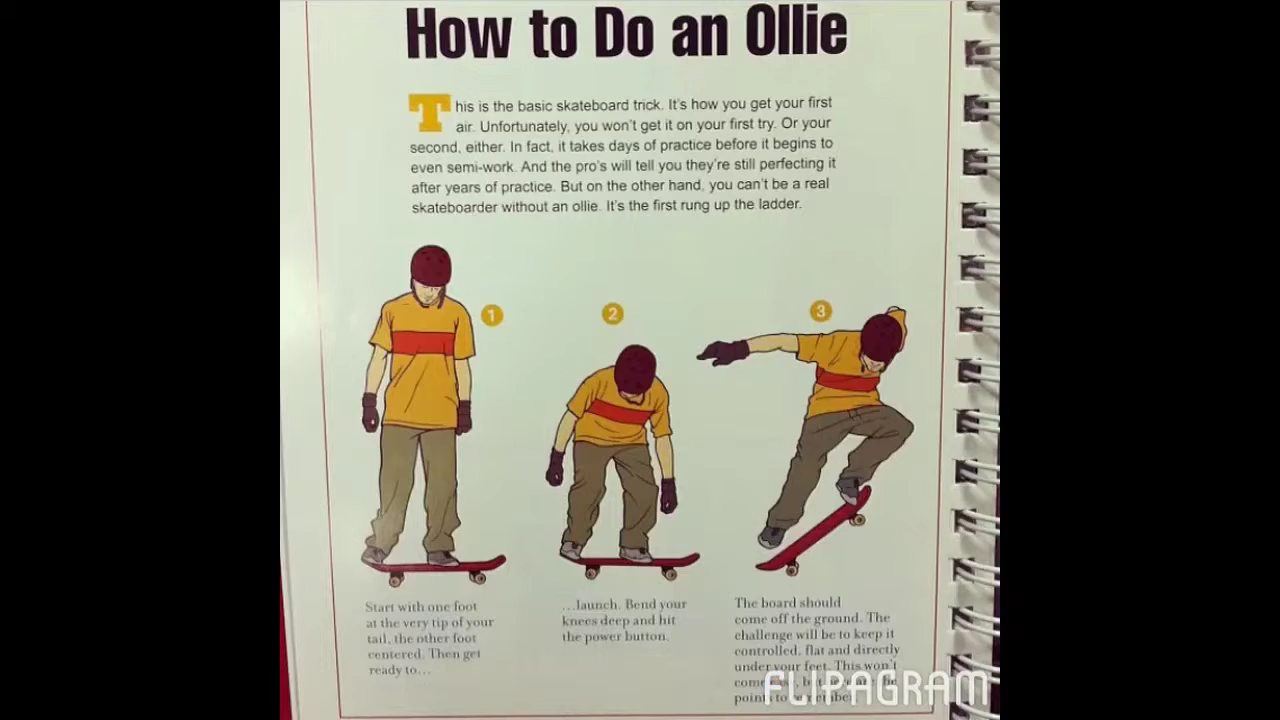 How to Do an Ollie
This is the basic skateboard trick. It's how you get your first
air. Unfortunately, you won't get it on your first try. Or your
second, either. In fact, it takes days of practice before it begins to
even semi-work. And the pro's will tell you they're still perfecting it
after years of practice. But on the other hand, you can't be a real
skateboarder without an ollie. It's the first rung up the ladder.
1
2
3
Start with one foot
at the very tip of your
tail, the other foot
centered. Then get
ready to...
...launch. Bend your
knees deep and hit
the power button.
The board should
come off the ground. The
challenge will be to keep it
controlled, flat and directly
under your feet. This won't
points to
FLIPAGRAM